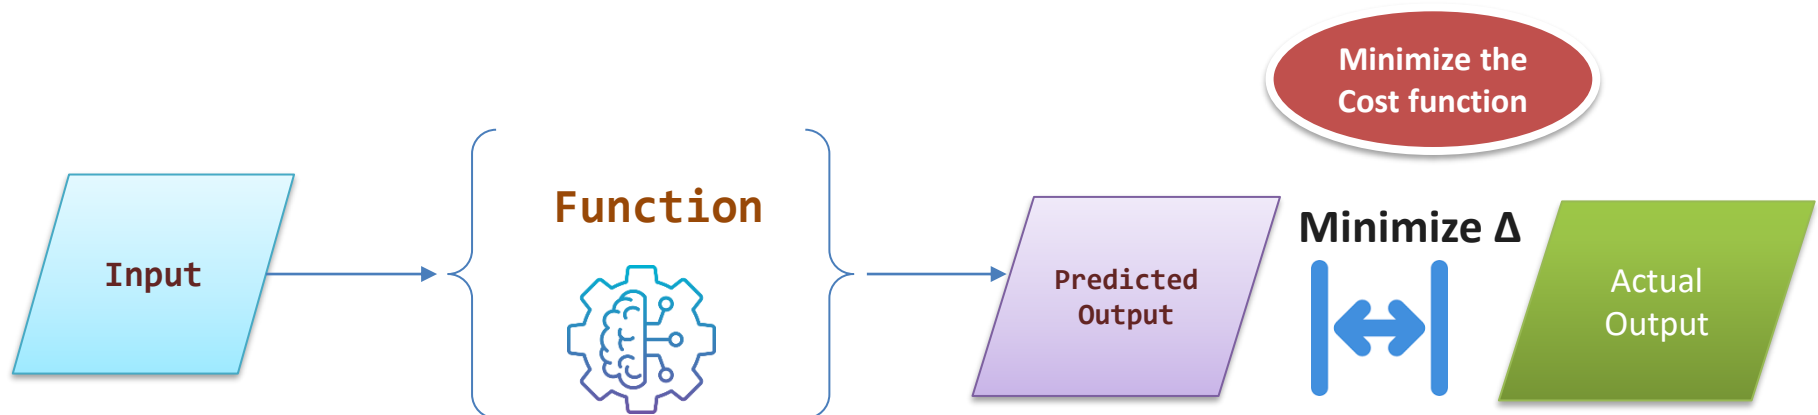 Minimize the
Cost function
Function
Input
Predicted
Output
Minimize Δ
Actual
Output